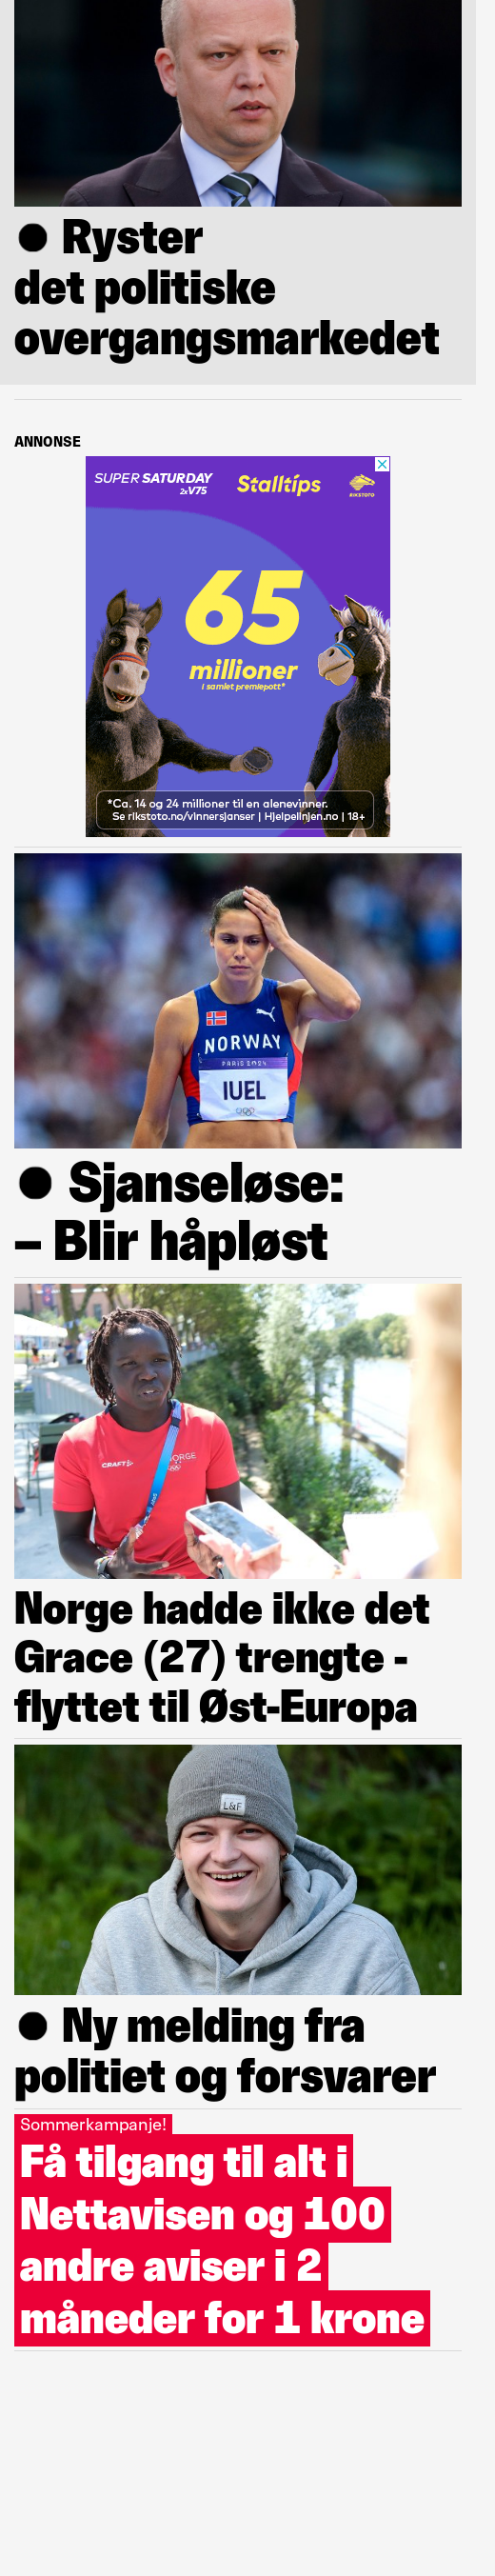 Ryster
det politiske
overgangsmarkedet
ANNONSE
SUPER SATURDAY
2xV75
Stalltips
RIKSTOTO
65
millioner
i samlet premiepott*
*Ca. 14 og 24 millioner til en alenevinner.
Se rikstoto.no/vinnersjanser | Hjelpelinjen.no | 18+
NORWAY
PARIS 2024
IUEL
Sjanseløse:
– Blir håpløst
CRAFT
NORGE
Norge hadde ikke det
Grace (27) trengte -
flyttet til Øst-Europa
L&F
Ny melding fra
politiet og forsvarer
Sommerkampanje!
Få tilgang til alt i
Nettavisen og 100
andre aviser i 2
måneder for 1 krone